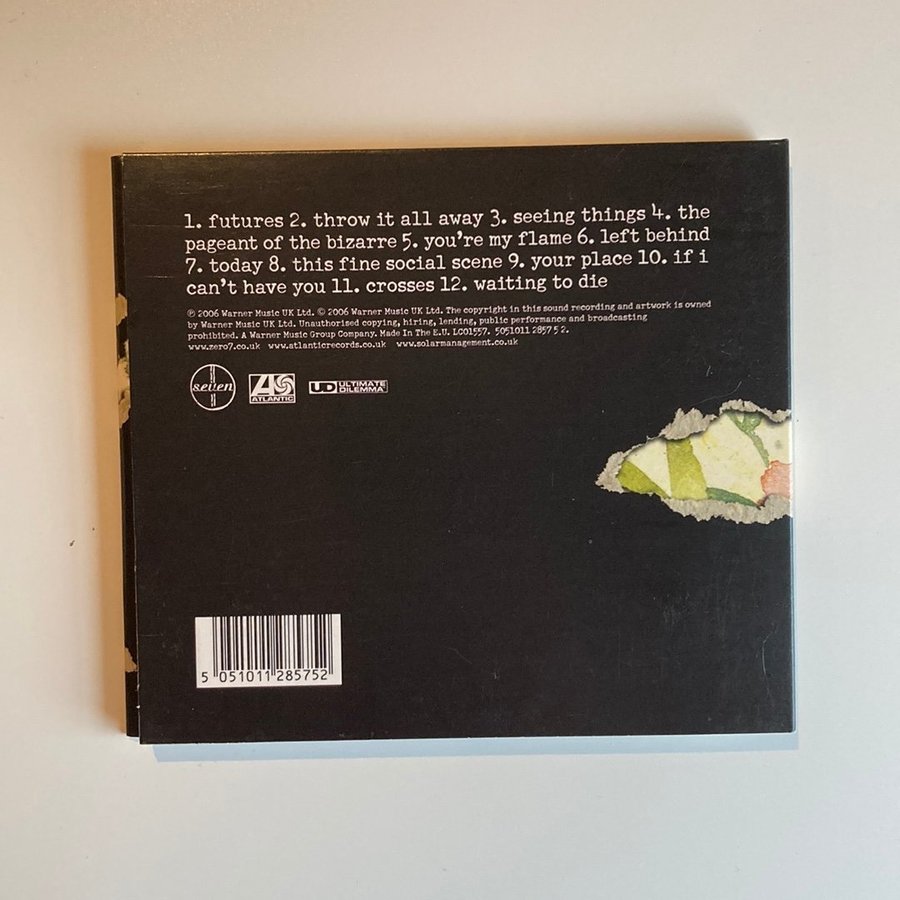 1. futures 2. throw it all away 3. seeing things 4. the
pageant of the bizarre 5. you're my flame 6. left behind
7. today 8. this fine social scene 9. your place 10. if i
can't have you 11. crosses 12. waiting to die
℗ 2006 Warner Music UK Ltd. © 2006 Warner Music UK Ltd. The copyright in this sound recording and artwork is owned
by Warner Music UK Ltd. Unauthorised copying, hiring, lending, public performance and broadcasting
prohibited. A Warner Music Group Company. Made In The E.U. LC01557. 5051011 2857 5 2.
www.zero7.co.uk www.atlanticrecords.co.uk www.solarmanagement.co.uk
seven
ATLANTIC
UD ULTIMATE
DILEMMA
5 051011 285752